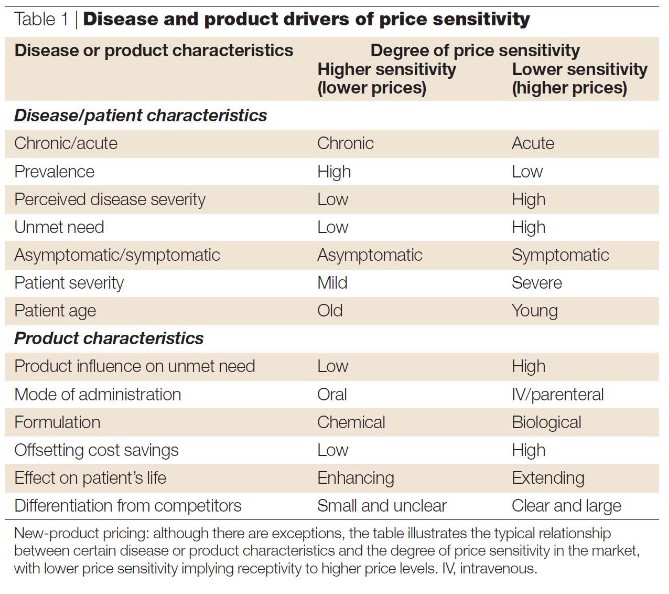 Table 1 | Disease and product drivers of price sensitivity
Disease or product characteristics Degree of price sensitivity
Higher sensitivity (lower prices) Lower sensitivity (higher prices)
Disease/patient characteristics
Chronic/acute Chronic Acute
Prevalence High Low
Perceived disease severity Low High
Unmet need Low High
Asymptomatic/symptomatic Asymptomatic Symptomatic
Patient severity Mild Severe
Patient age Old Young
Product characteristics
Product influence on unmet need Low High
Mode of administration Oral IV/parenteral
Formulation Chemical Biological
Offsetting cost savings Low High
Effect on patient's life Enhancing Extending
Differentiation from competitors Small and unclear Clear and large
New-product pricing: although there are exceptions, the table illustrates the typical relationship
between certain disease or product characteristics and the degree of price sensitivity in the market,
with lower price sensitivity implying receptivity to higher price levels. IV, intravenous.